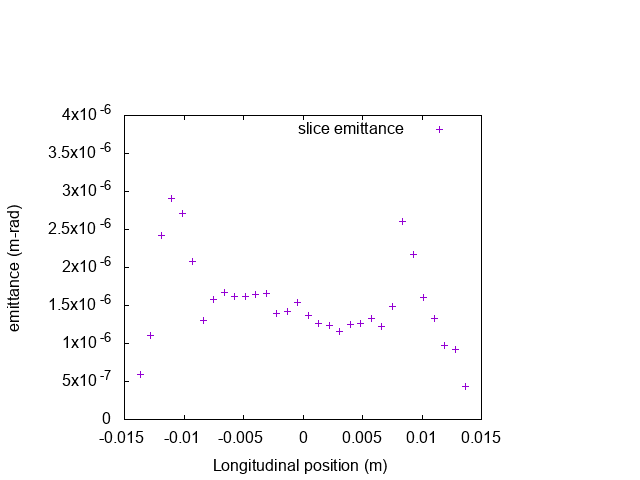 4x10^-6
slice emittance
3.5x10^-6
3x10^-6
2.5x10^-6
2x10^-6
1.5x10^-6
1x10^-6
5x10^-7
0
emittance (m-rad)
-0.015 -0.01 -0.005 0 0.005 0.01 0.015
Longitudinal position (m)